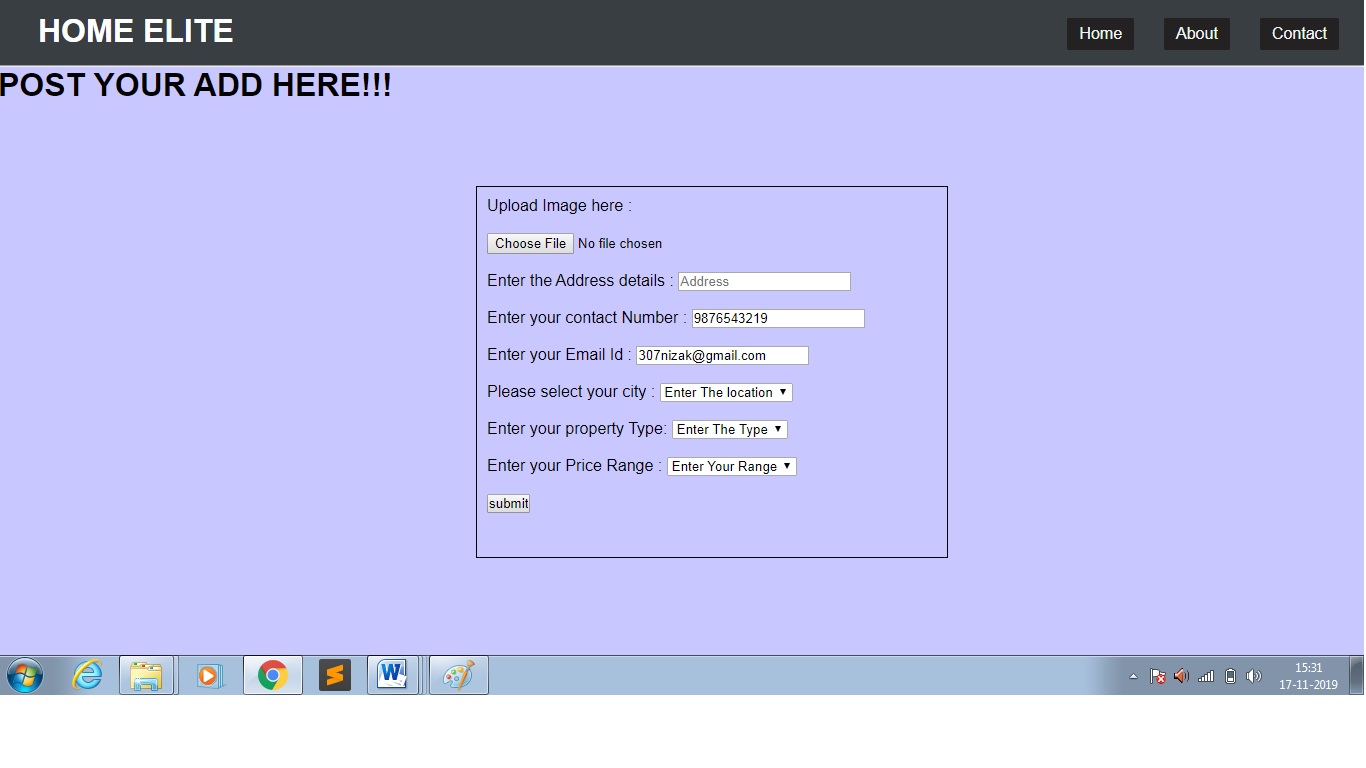 HOME ELITE
Home About Contact
POST YOUR ADD HERE!!!
Upload Image here :
Choose File No file chosen
Enter the Address details : Address
Enter your contact Number : 9876543219
Enter your Email Id : 307nizak@gmail.com
Please select your city : Enter The location
Enter your property Type: Enter The Type
Enter your Price Range : Enter Your Range
submit
15:31
17-11-2019